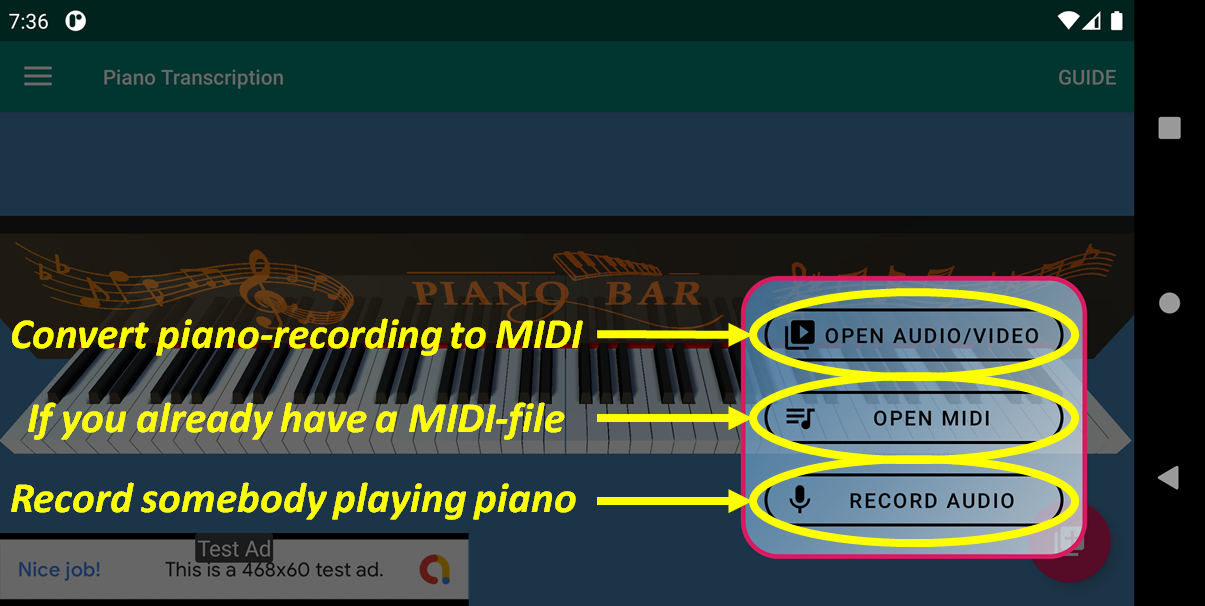 7:36
Piano Transcription
GUIDE
PIANO BAR
Convert piano-recording to MIDI
OPEN AUDIO/VIDEO
If you already have a MIDI-file
OPEN MIDI
Record somebody playing piano
RECORD AUDIO
Test Ad
Nice job!
This is a 468x60 test ad.